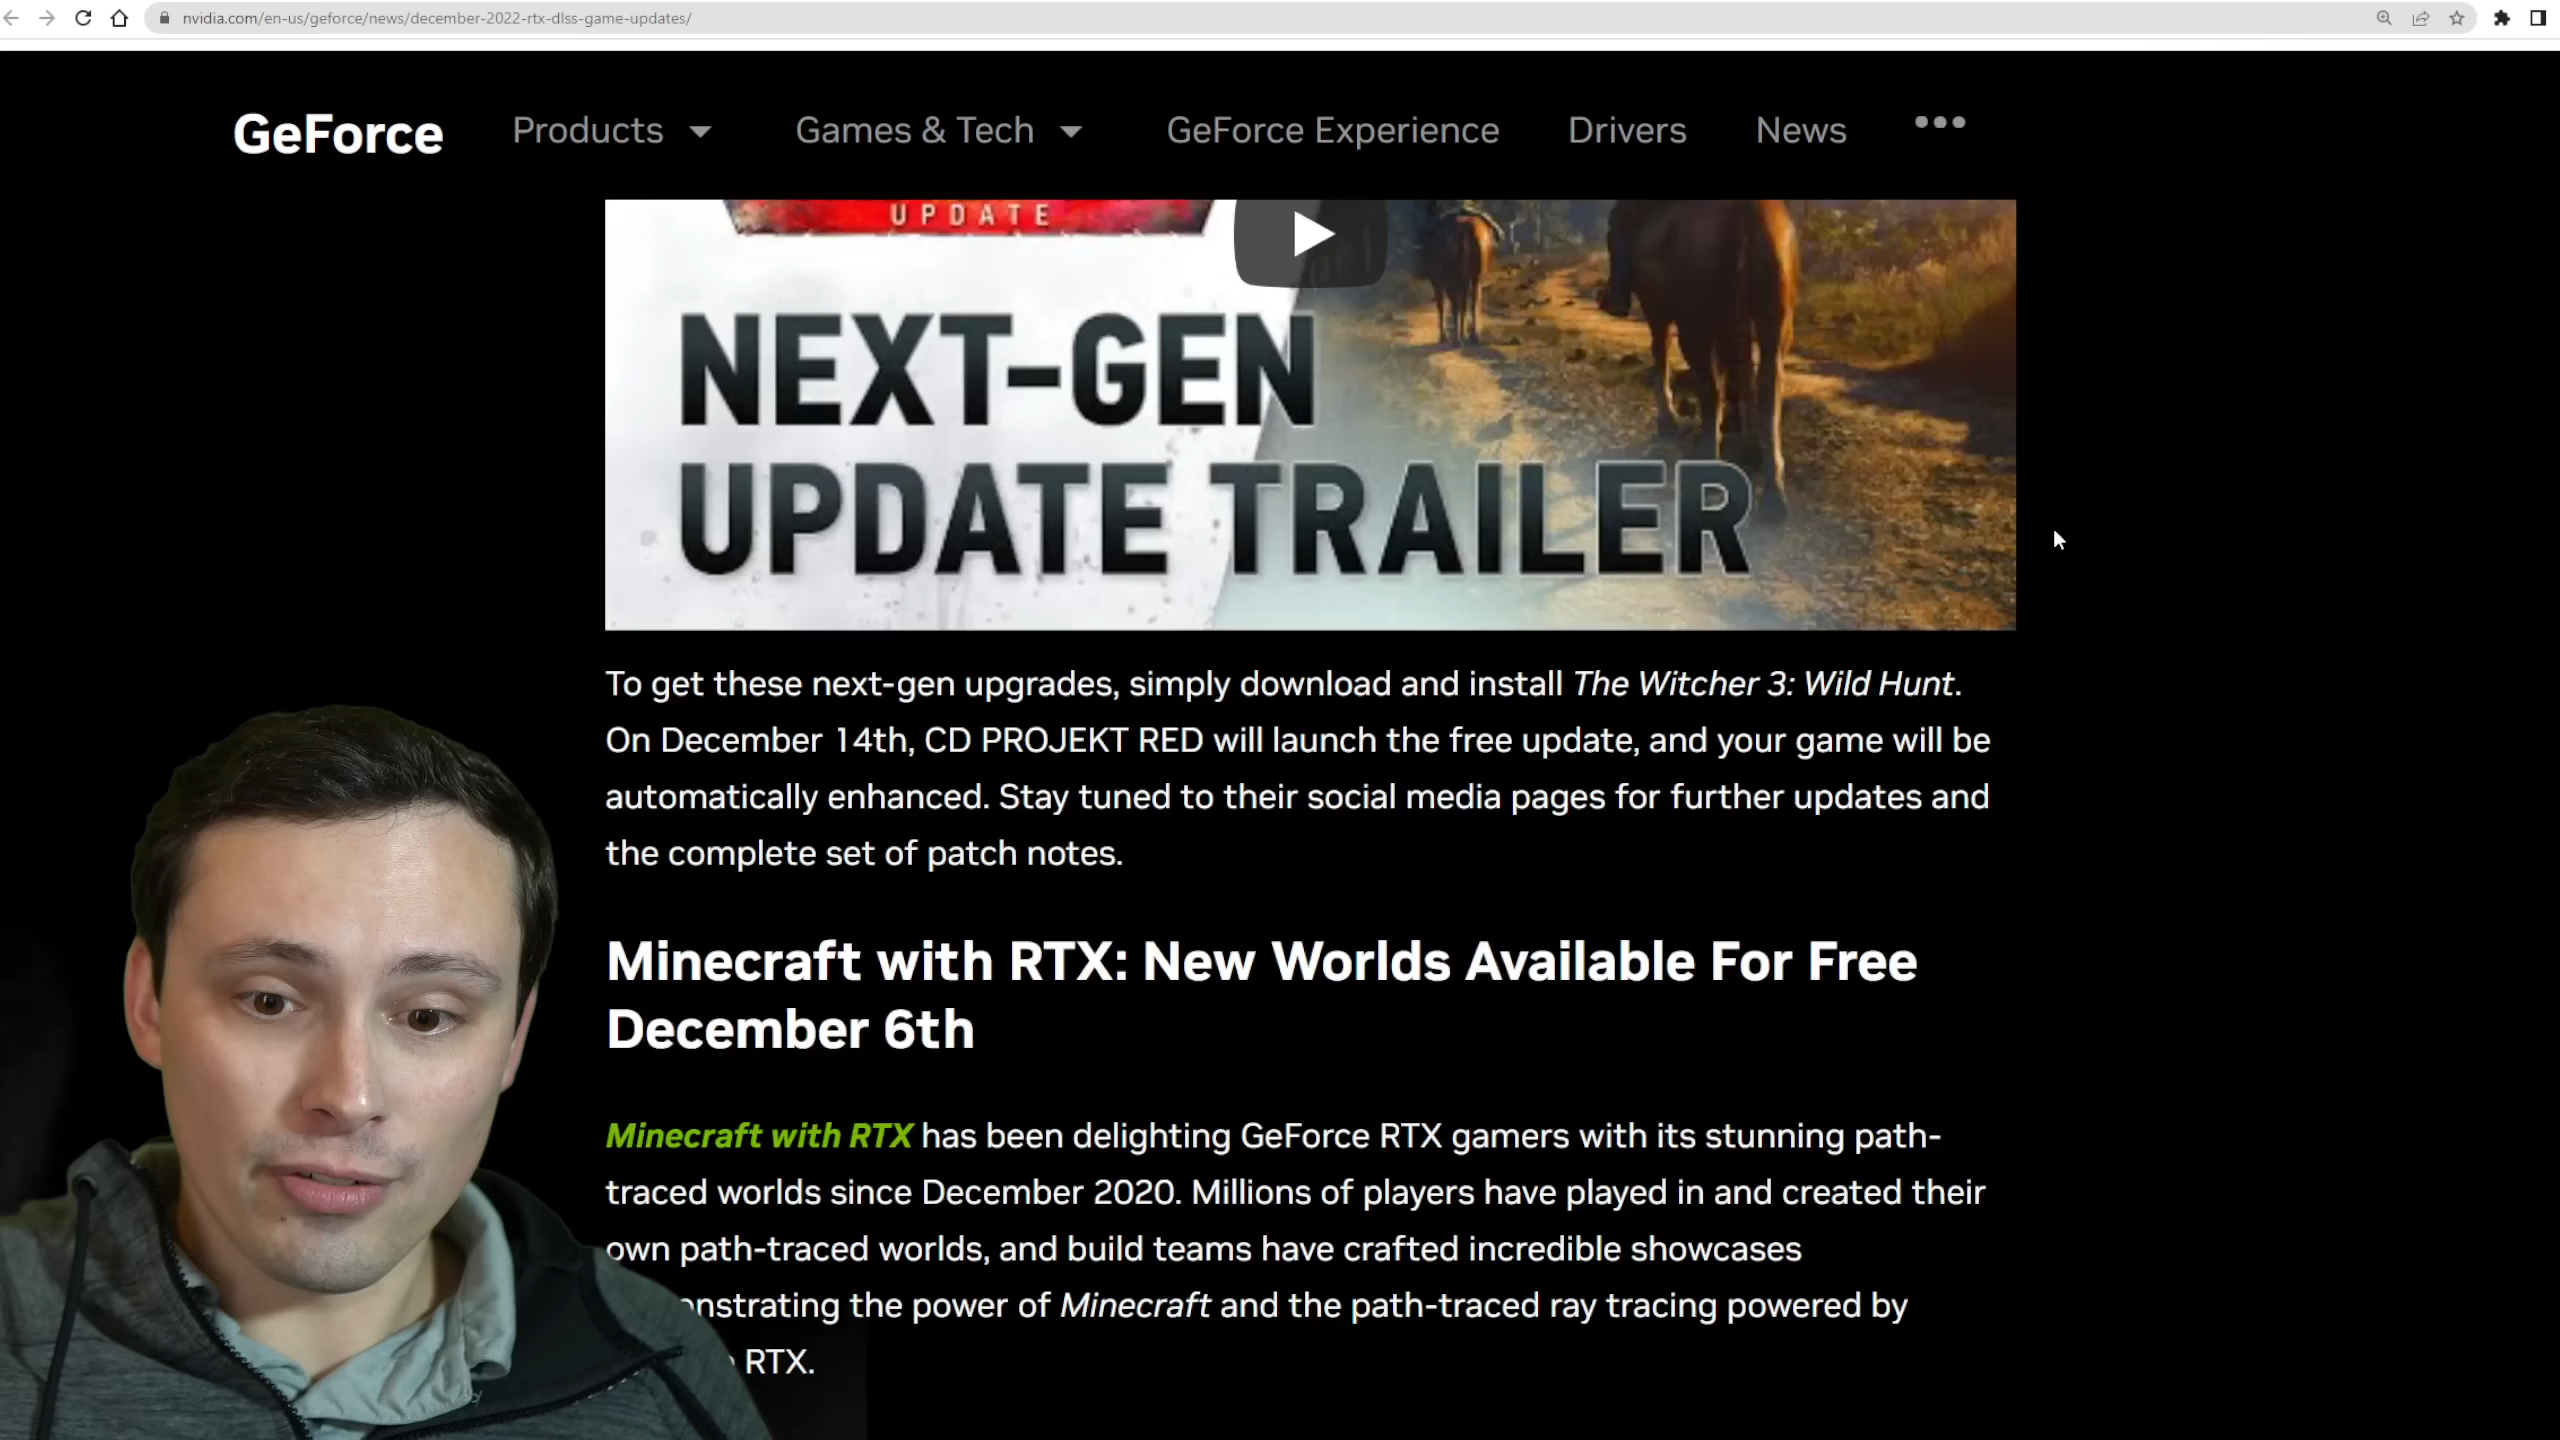 nvidia.com/en-us/geforce/news/december-2022-rtx-dlss-game-updates/
GeForce Products Games & Tech GeForce Experience Drivers News
UPDATE
NEXT-GEN
UPDATE TRAILER
To get these next-gen upgrades, simply download and install The Witcher 3: Wild Hunt.
On December 14th, CD PROJEKT RED will launch the free update, and your game will be
automatically enhanced. Stay tuned to their social media pages for further updates and
the complete set of patch notes.
Minecraft with RTX: New Worlds Available For Free
December 6th
Minecraft with RTX has been delighting GeForce RTX gamers with its stunning path-
traced worlds since December 2020. Millions of players have played in and created their
own path-traced worlds, and build teams have crafted incredible showcases
the power of Minecraft and the path-traced ray tracing powered by
RTX.